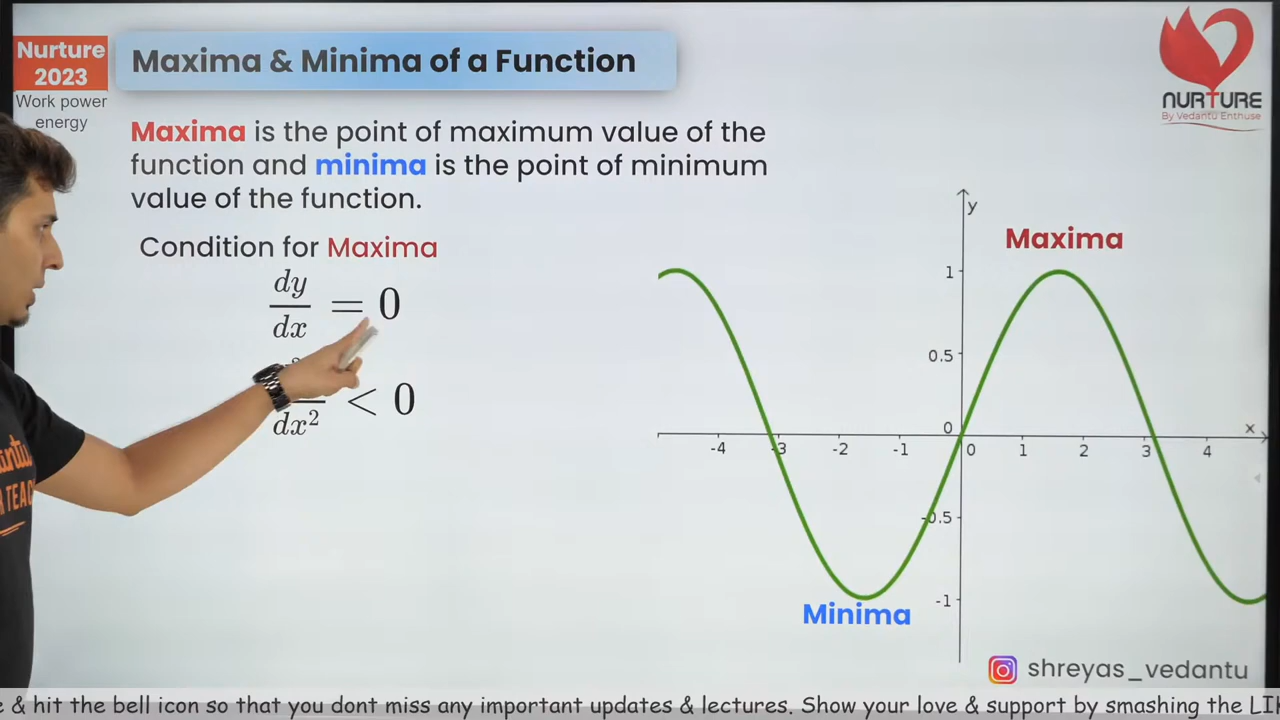 Nurture
2023
Work power
energy
Maxima & Minima of a Function
NURTURE
By Vedantu Enthuse
Maxima is the point of maximum value of the
function and minima is the point of minimum
value of the function.
Condition for Maxima
dy
dx
= 0
dx²
< 0
y
Maxima
1
0.5
0
x
-4 -3 -2 -1 0 1 2 3 4
-0.5
-1
Minima
shreyas_vedantu
& hit the bell icon so that you dont miss any important updates & lectures. Show your love & support by smashing the